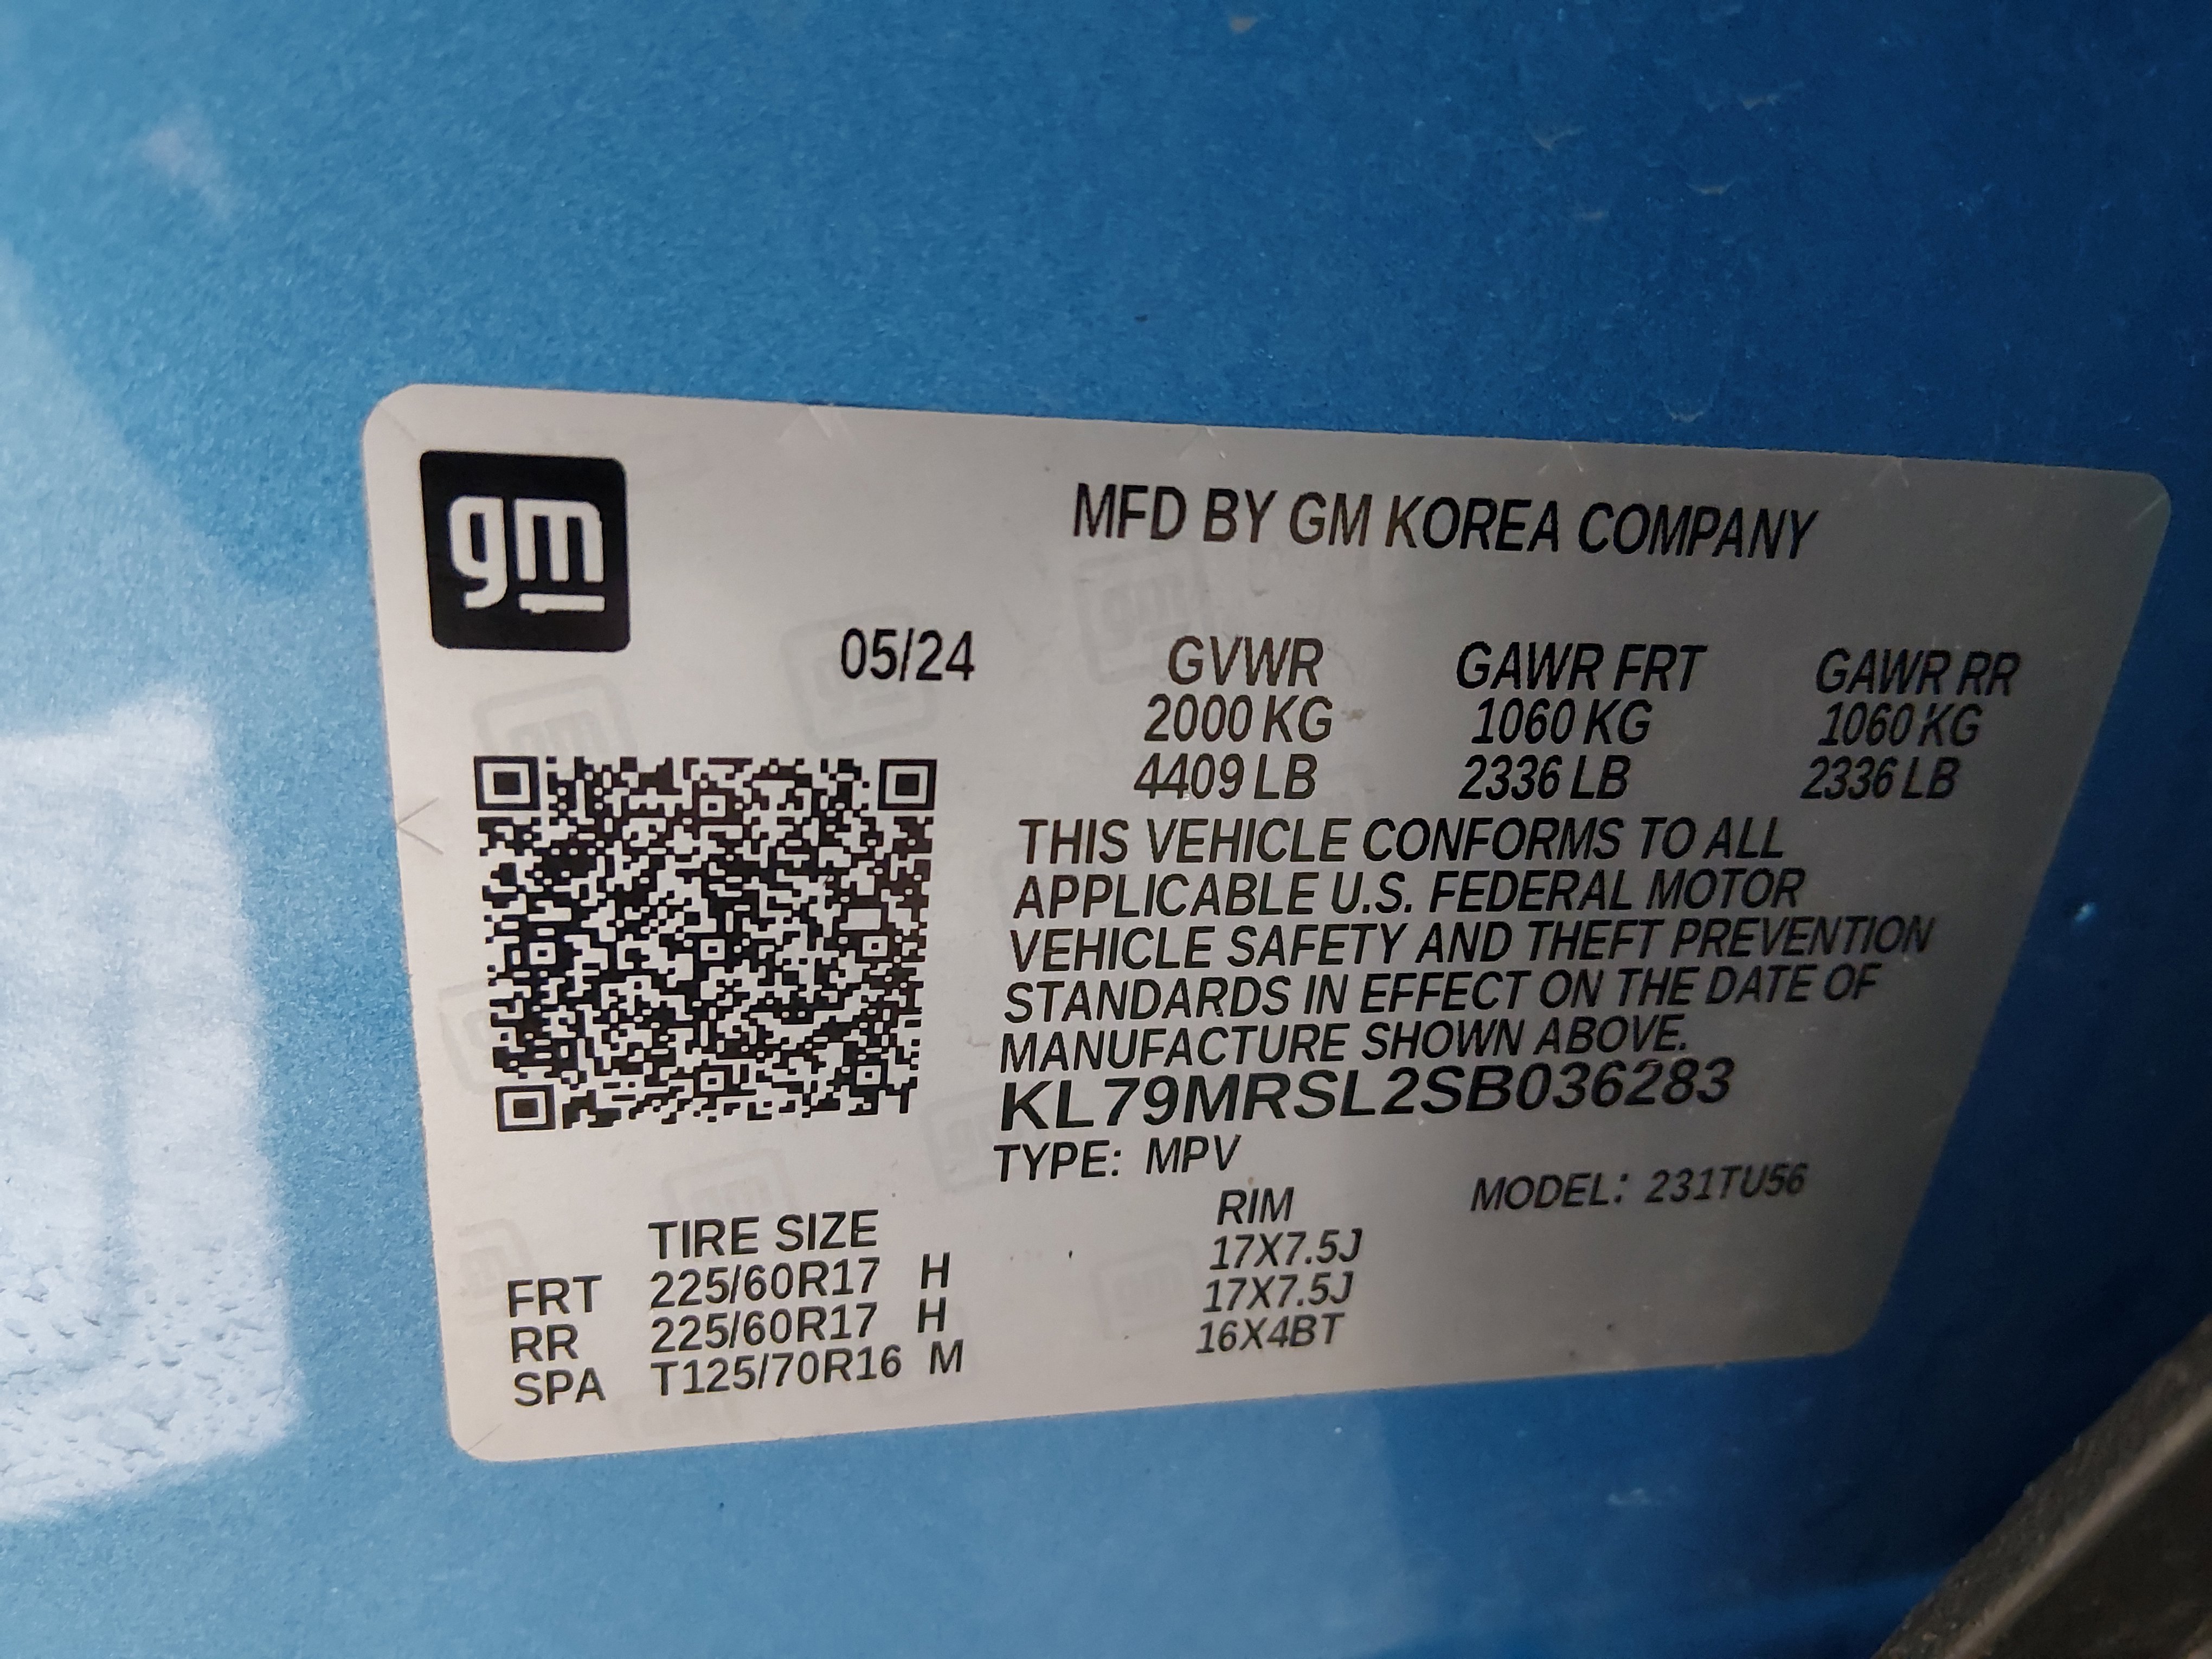 gm
MFD BY GM KOREA COMPANY
05/24
GVWR GAWR FRT GAWR RR
2000 KG 1060 KG 1060 KG
4409 LB 2336 LB 2336 LB
THIS VEHICLE CONFORMS TO ALL
APPLICABLE U.S. FEDERAL MOTOR
VEHICLE SAFETY AND THEFT PREVENTION
STANDARDS IN EFFECT ON THE DATE OF
MANUFACTURE SHOWN ABOVE.
KL79MRSL2SB036283
TYPE: MPV MODEL: 231TU56
TIRE SIZE RIM
FRT 225/60R17 H 17X7.5J
RR 225/60R17 H 17X7.5J
SPA T125/70R16 M 16X4BT